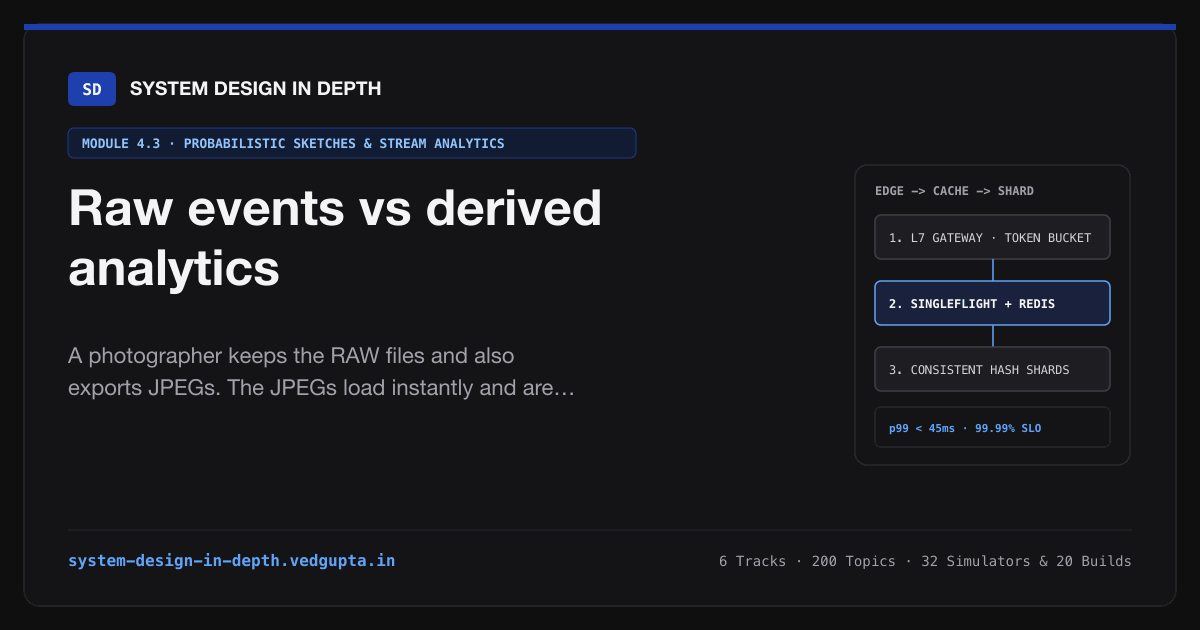 SD
SYSTEM DESIGN IN DEPTH
MODULE 4.3 · PROBABILISTIC SKETCHES & STREAM ANALYTICS
Raw events vs derived
analytics
A photographer keeps the RAW files and also
exports JPEGs. The JPEGs load instantly and are…
EDGE —> CACHE —> SHARD
1. L7 GATEWAY · TOKEN BUCKET
2. SINGLEFLIGHT + REDIS
3. CONSISTENT HASH SHARDS
p99 < 45ms · 99.99% SLO
system-design-in-depth.vedgupta.in
6 Tracks · 200 Topics · 32 Simulators & 20 Builds